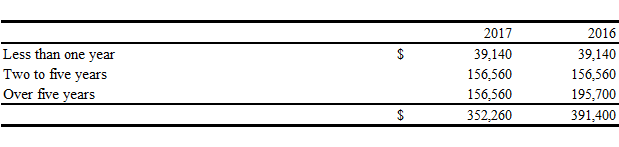 2017 2016
Less than one year $ 39,140 39,140
Two to five years 156,560 156,560
Over five years 156,560 195,700
$ 352,260 391,400